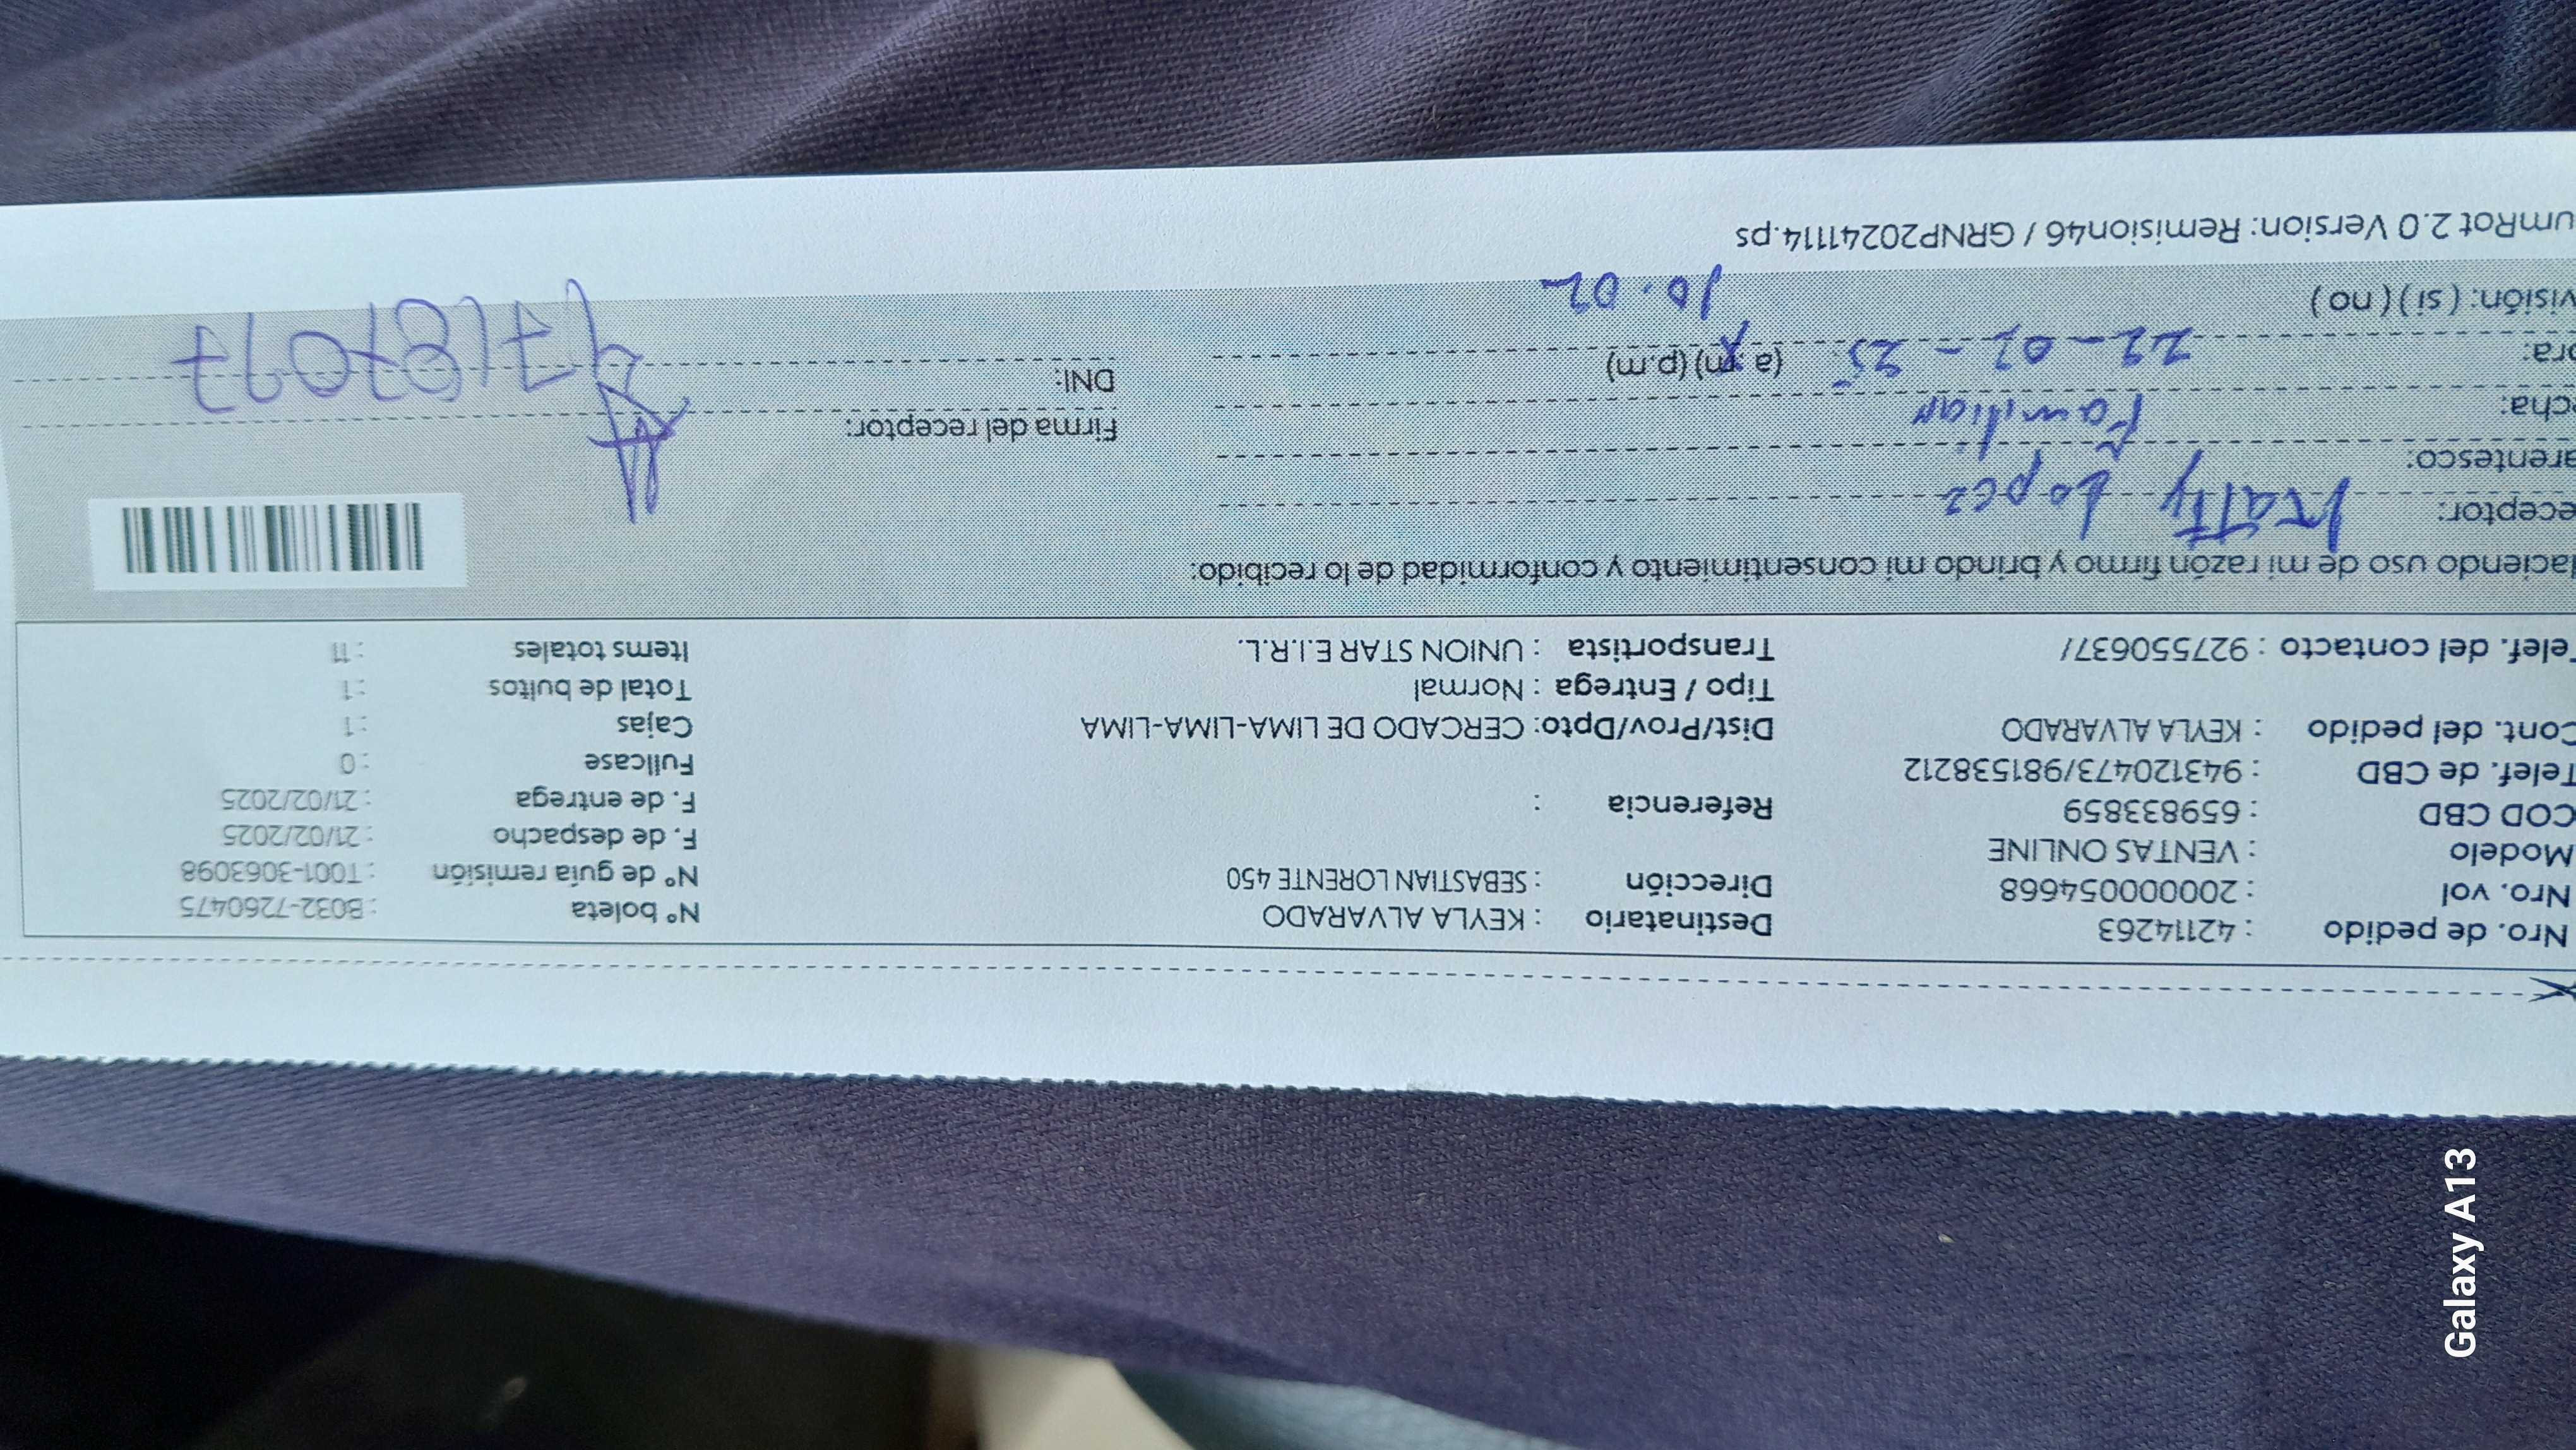 Nro. de pedido : 42114263 Destinatario : KEYLA ALVARADO N° boleta : B032-7260475
Nro. vol : 2000000054668 Dirección : SEBASTIAN LORENTE 450 N° de guía remisión : T001-3063098
Modelo : VENTAS ONLINE F. de despacho : 21/02/2025
COD CBD : 659833859 Referencia : F. de entrega : 21/02/2025
Telef. de CBD : 943120473/981538212 Fullcase : 0
Cont. del pedido : KEYLA ALVARADO Dist/Prov/Dpto: CERCADO DE LIMA-LIMA-LIMA Cajas : 1
Tipo / Entrega : Normal Total de bultos : 1
Telef. del contacto : 927550637/ Transportista : UNION STAR E.I.R.L. Items totales : 11
Haciendo uso de mi razón firmo y brindo mi consentimiento y conformidad de lo recibido:
eceptor: Katty Lopez
arentesco: Familiar
echa: 22-02-25 Firma del receptor:
ora: (a.m) (p.m) 10.02 DNI: 47187077
visión: ( si ) ( no )
umRot 2.0 Version: Remision46 / GRNP20241114.ps
Galaxy A13